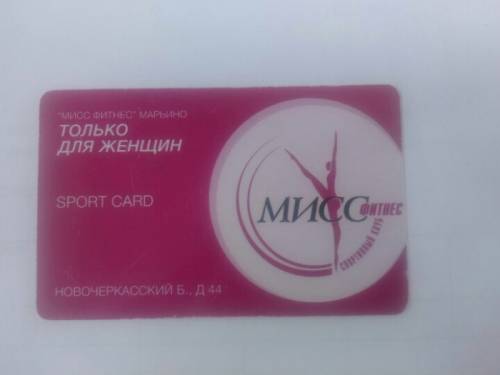 "МИСС ФИТНЕС" МАРЬИНО
ТОЛЬКО
ДЛЯ ЖЕНЩИН
SPORT CARD
МИСС
ФИТНЕС
СПОРТИВНЫЙ КЛУБ
НОВОЧЕРКАССКИЙ Б., Д 44